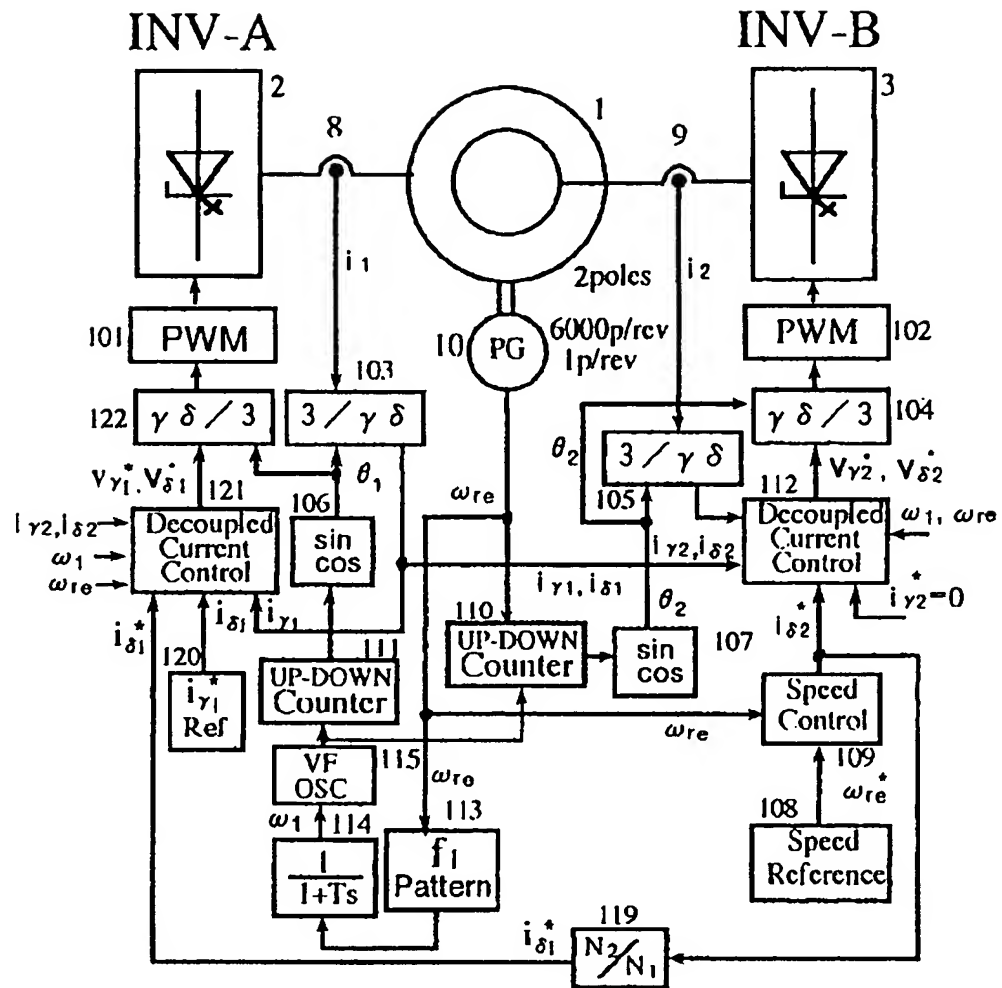 INV-A
INV-B
2
8
1
9
3
i₁
i₂
2poles
101
PWM
10
PG
6000p/rev
1p/rev
PWM
102
103
122
γ δ / 3
3 / γ δ
γ δ / 3
104
θ₁
θ₂
3 / γ δ
vγ₁*. Vδ₁*
121
106
ωre
105
112
Vγ₂*, Vδ₂*
iγ2, iδ2
ω₁
ωre
Decoupled
Current
Control
sin
cos
iγ2, iδ2
Decoupled
Current
Control
ω₁, ωre
iγ1, iδ1
iδ1*
iδ1
iγ1
110
θ₂
iδ2*
iγ2*=0
120
111
iγ1*
Ref
UP-DOWN
Counter
UP-DOWN
Counter
sin
cos
107
Speed
Control
VF
OSC
115
ωre
ωre
109
ω₁
114
113
108
ωre*
1
1+Ts
f1
Pattern
Speed
Reference
119
iδ1*
N₂/N₁